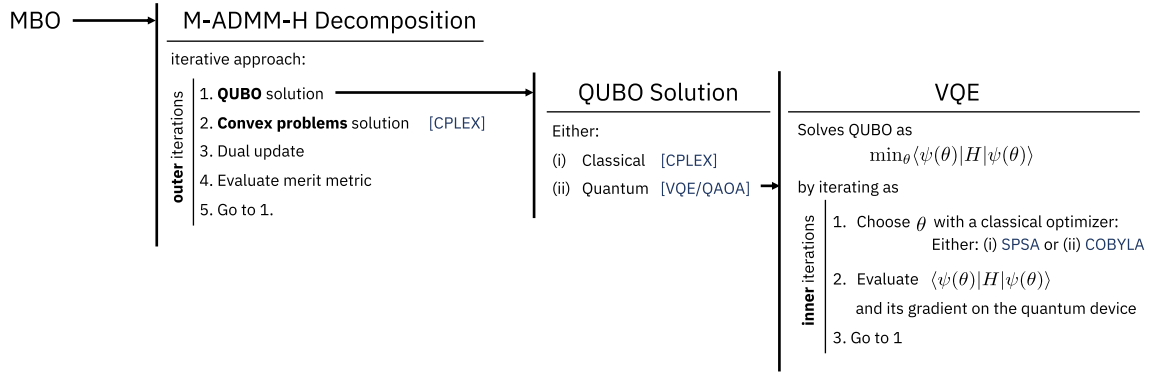 MBO
M-ADMM-H Decomposition
iterative approach:
outer iterations
1. QUBO solution
2. Convex problems solution [CPLEX]
3. Dual update
4. Evaluate merit metric
5. Go to 1.
QUBO Solution
Either:
(i) Classical [CPLEX]
(ii) Quantum [VQE/QAOA]
VQE
Solves QUBO as
min_θ⟨ψ(θ)|H|ψ(θ)⟩
by iterating as
inner iterations
1. Choose θ with a classical optimizer:
Either: (i) SPSA or (ii) COBYLA
2. Evaluate ⟨ψ(θ)|H|ψ(θ)⟩
and its gradient on the quantum device
3. Go to 1